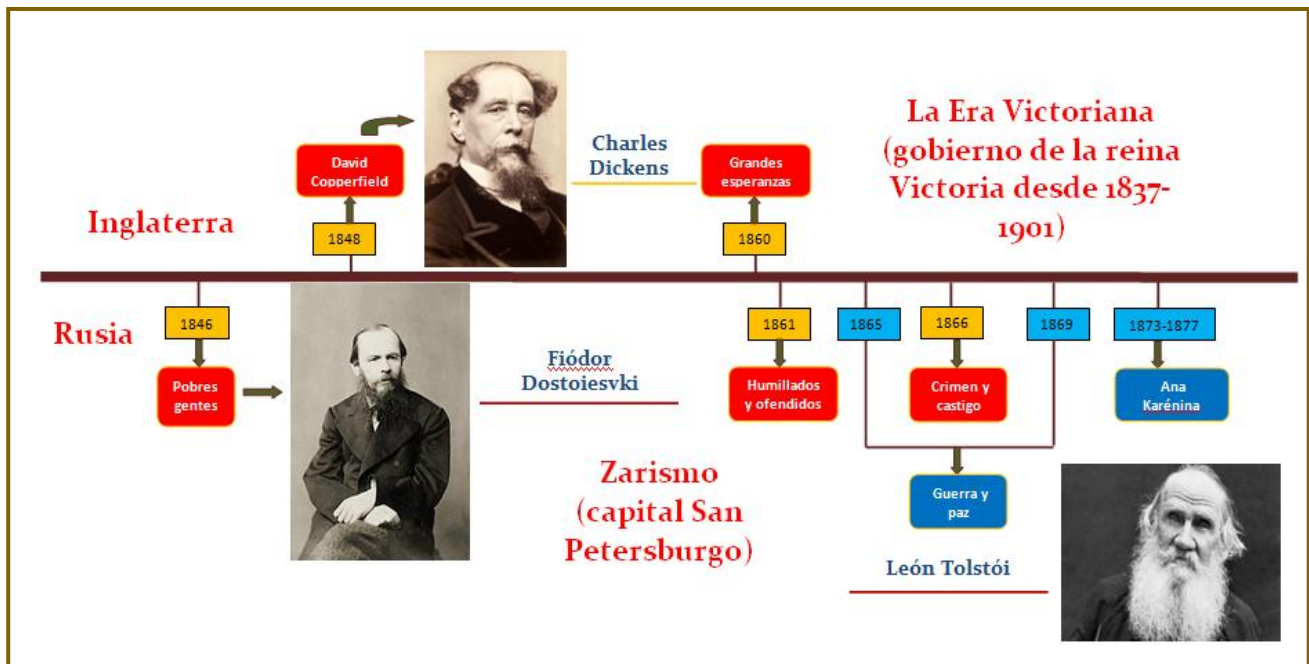 La Era Victoriana
(gobierno de la reina
Victoria desde 1837-
1901)
David
Copperfield
Charles
Dickens
Grandes
esperanzas
Inglaterra
1848
1860
Rusia
1846
1861
1865
1866
1869
1873-1877
Pobres
gentes
Fiódor
Dostoiesvki
Humillados
y ofendidos
Crimen y
castigo
Ana
Karénina
Zarismo
(capital San
Petersburgo)
Guerra y
paz
León Tolstói